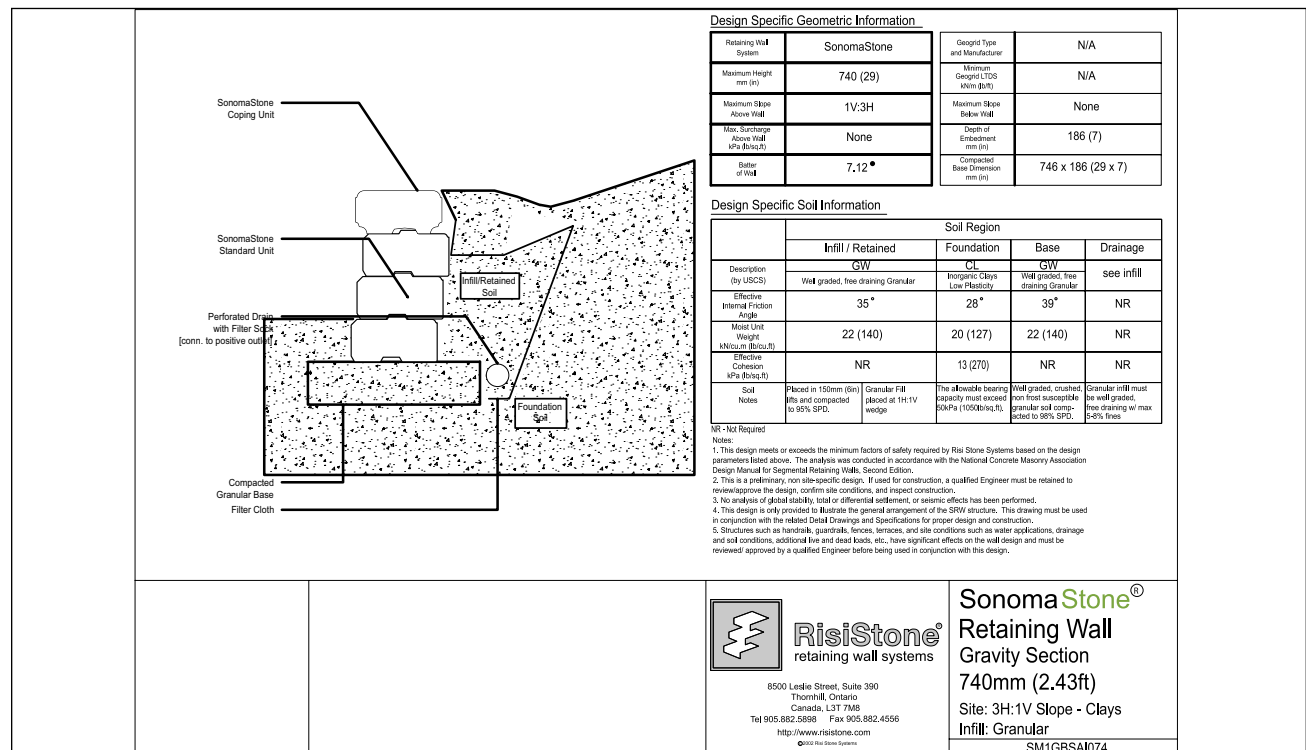 SonomaStone
Coping Unit
SonomaStone
Standard Unit
Perforated Drain
with Filter Sock
[conn. to positive outlet]
Compacted
Granular Base
Filter Cloth
Infill/Retained
Soil
Foundation
Soil
Design Specific Geometric Information
Retaining Wall
System
SonomaStone
Geogrid Type
and Manufacturer
N/A
Maximum Height
mm (in)
740 (29)
Minimum
Geogrid LTDS
kN/m (lb/ft)
N/A
Maximum Slope
Above Wall
1V:3H
Maximum Slope
Below Wall
None
Max. Surcharge
Above Wall
kPa (lb/sq.ft)
None
Depth of
Embedment
mm (in)
186 (7)
Batter
of Wall
7.12°
Compacted
Base Dimension
mm (in)
746 x 186 (29 x 7)
Design Specific Soil Information
Soil Region
Infill / Retained
Foundation
Base
Drainage
Description
(by USCS)
GW
Well graded, free draining Granular
CL
Inorganic Clays
Low Plasticity
GW
Well graded, free
draining Granular
see infill
Effective
Internal Friction
Angle
35°
28°
39°
NR
Moist Unit
Weight
kN/cu.m (lb/cu.ft)
22 (140)
20 (127)
22 (140)
NR
Effective
Cohesion
kPa (lb/sq.ft)
NR
13 (270)
NR
NR
Soil
Notes
Placed in 150mm (6in)
lifts and compacted
to 95% SPD.
Granular Fill
placed at 1H:1V
wedge
The allowable bearing
capacity must exceed
50kPa (1050lb/sq.ft).
Well graded, crushed,
non frost susceptible
granular soil comp-
acted to 98% SPD.
Granular infill must
be well graded,
free draining w/ max
5-8% fines
NR - Not Required
Notes:
1. This design meets or exceeds the minimum factors of safety required by Risi Stone Systems based on the design
parameters listed above. The analysis was conducted in accordance with the National Concrete Masonry Association
Design Manual for Segmental Retaining Walls, Second Edition.
2. This is a preliminary, non site-specific design. If used for construction, a qualified Engineer must be retained to
review/approve the design, confirm site conditions, and inspect construction.
3. No analysis of global stability, total or differential settlement, or seismic effects has been performed.
4. This design is only provided to illustrate the general arrangement of the SRW structure. This drawing must be used
in conjunction with the related Detail Drawings and Specifications for proper design and construction.
5. Structures such as handrails, guardrails, fences, terraces, and site conditions such as water applications, drainage
and soil conditions, additional live and dead loads, etc., have significant effects on the wall design and must be
reviewed/ approved by a qualified Engineer before being used in conjunction with this design.
RisiStone®
retaining wall systems
8500 Leslie Street, Suite 390
Thornhill, Ontario
Canada, L3T 7M8
Tel 905.882.5898 Fax 905.882.4556
http://www.risistone.com
©2002 Risi Stone Systems
SonomaStone®
Retaining Wall
Gravity Section
740mm (2.43ft)
Site: 3H:1V Slope - Clays
Infill: Granular
SM1GBSAI074